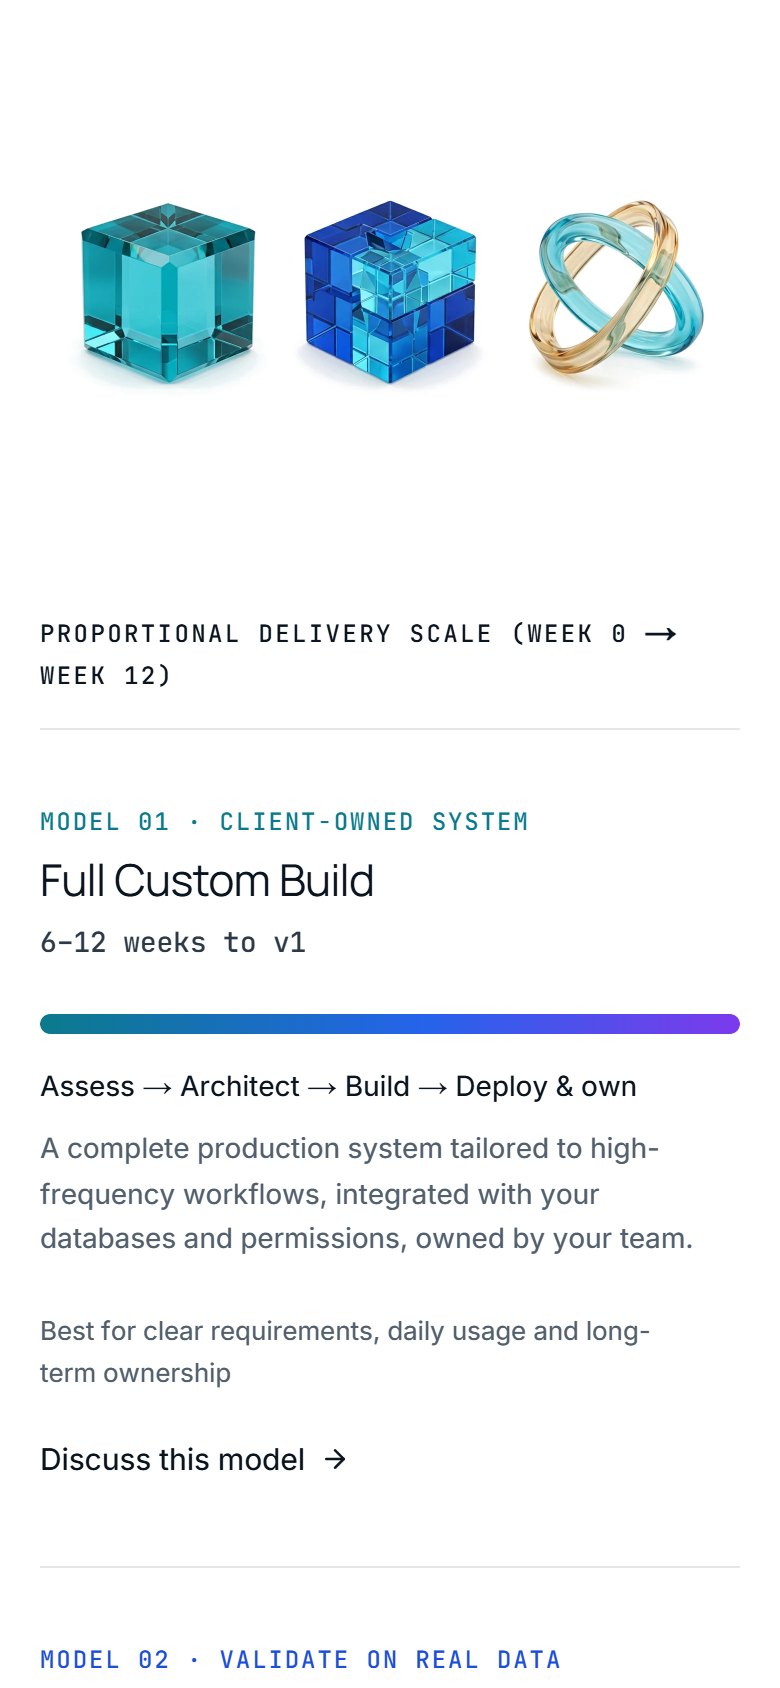 PROPORTIONAL DELIVERY SCALE (WEEK 0 →
WEEK 12)
MODEL 01 · CLIENT-OWNED SYSTEM
Full Custom Build
6–12 weeks to v1
Assess → Architect → Build → Deploy & own
A complete production system tailored to high-
frequency workflows, integrated with your
databases and permissions, owned by your team.
Best for clear requirements, daily usage and long-
term ownership
Discuss this model →
MODEL 02 · VALIDATE ON REAL DATA